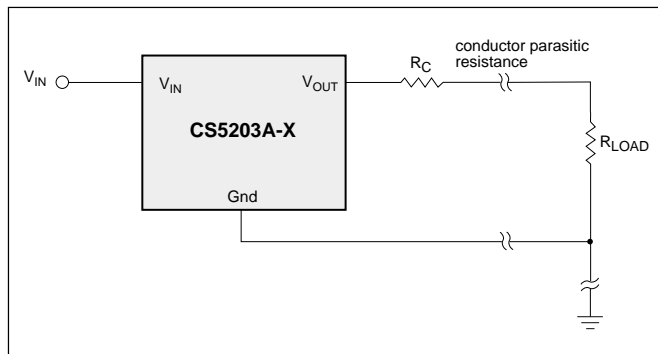 conductor parasitic
resistance
RC
VIN
VIN
VOUT
CS5203A-X
RLOAD
Gnd